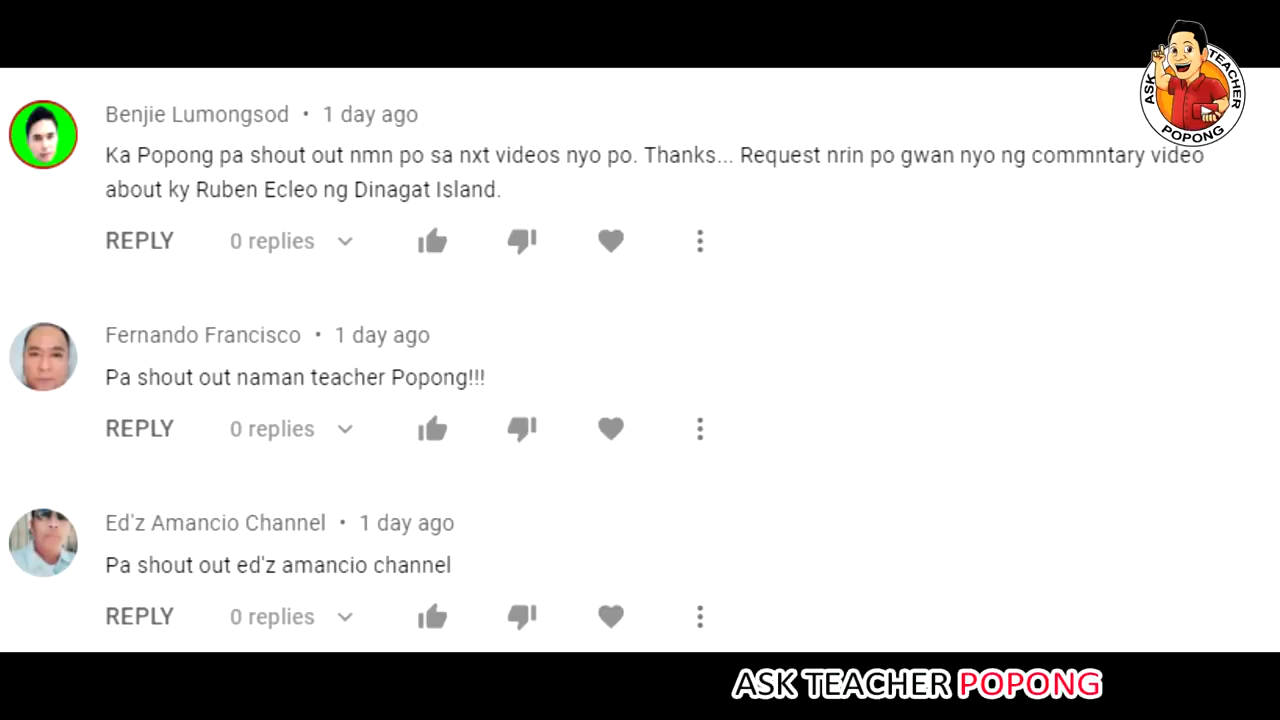 ASK TEACHER
POPONG
Benjie Lumongsod • 1 day ago
Ka Popong pa shout out nmn po sa nxt videos nyo po. Thanks... Request nrin po gwan nyo ng commntary video
about ky Ruben Ecleo ng Dinagat Island.
REPLY 0 replies
Fernando Francisco • 1 day ago
Pa shout out naman teacher Popong!!!
REPLY 0 replies
Ed'z Amancio Channel • 1 day ago
Pa shout out ed'z amancio channel
REPLY 0 replies
ASK TEACHER POPONG